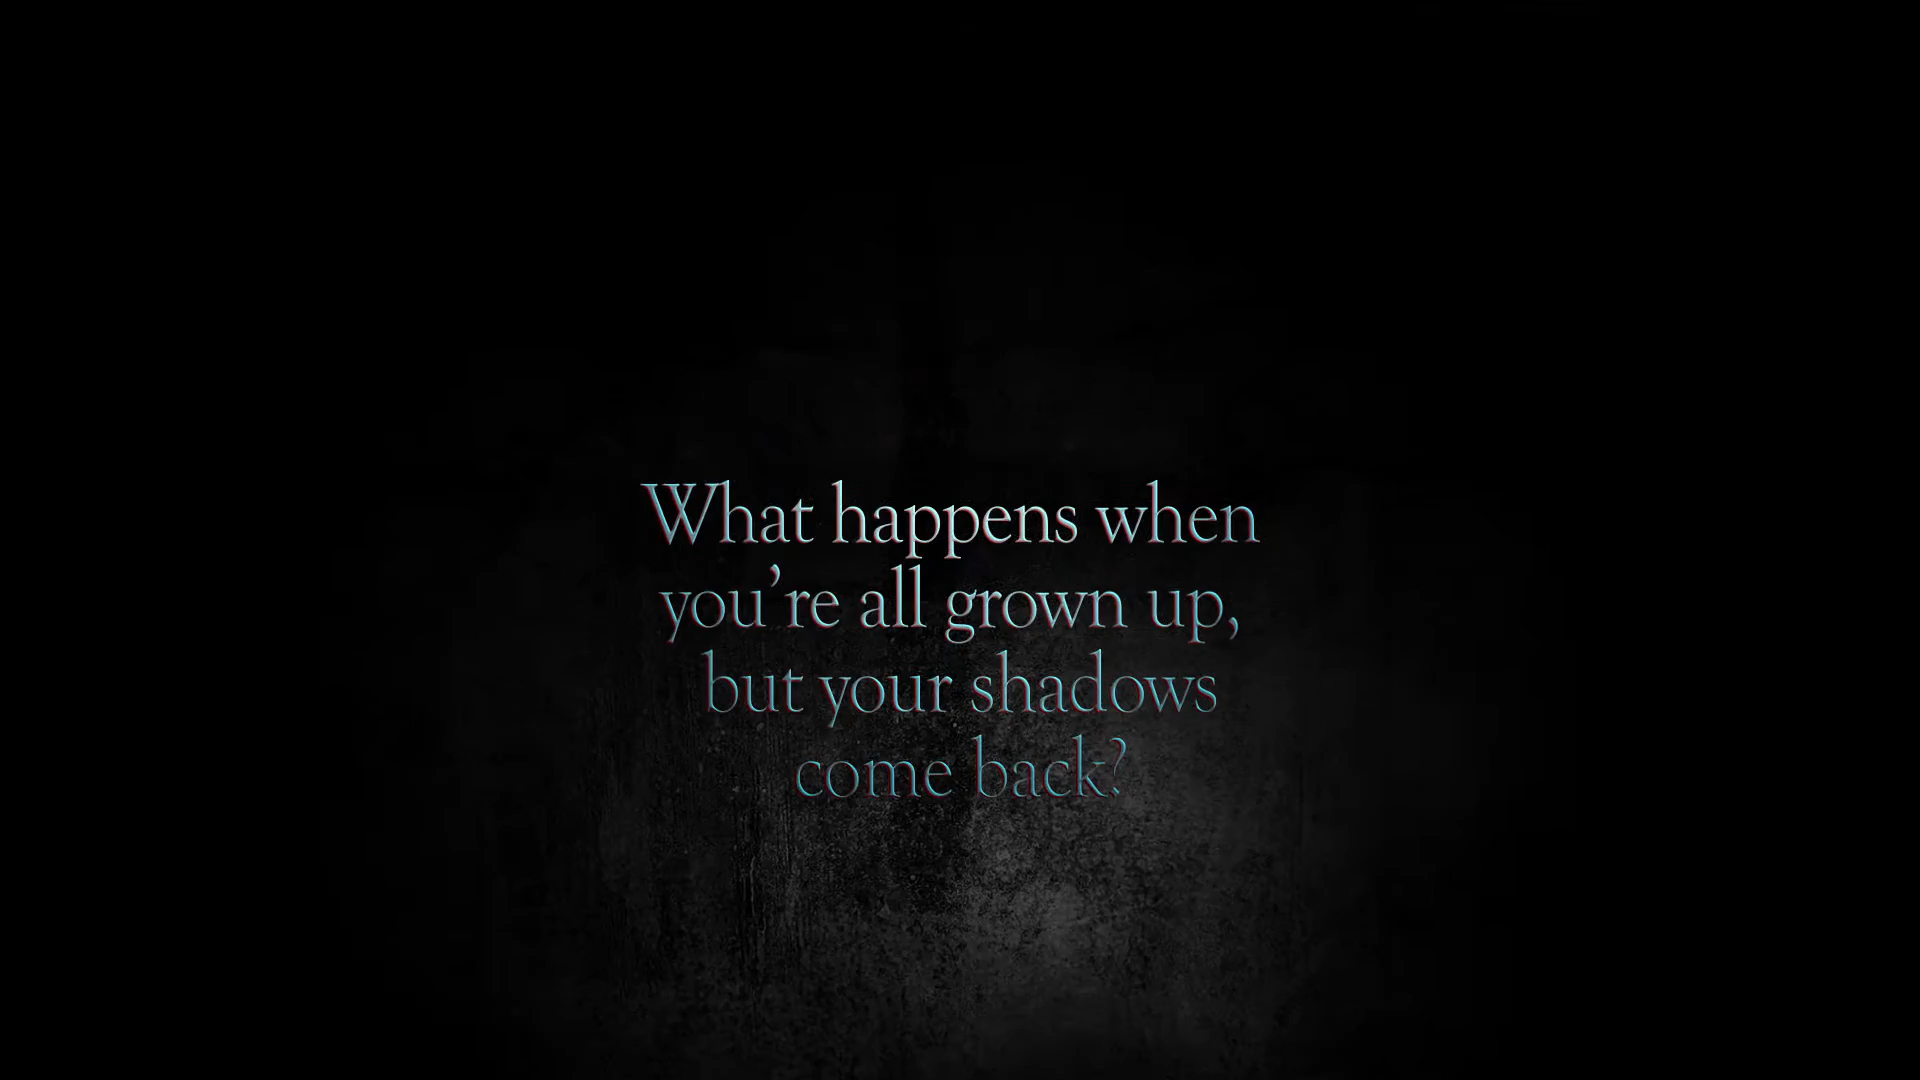 What happens when
you’re all grown up,
but your shadows
come back?